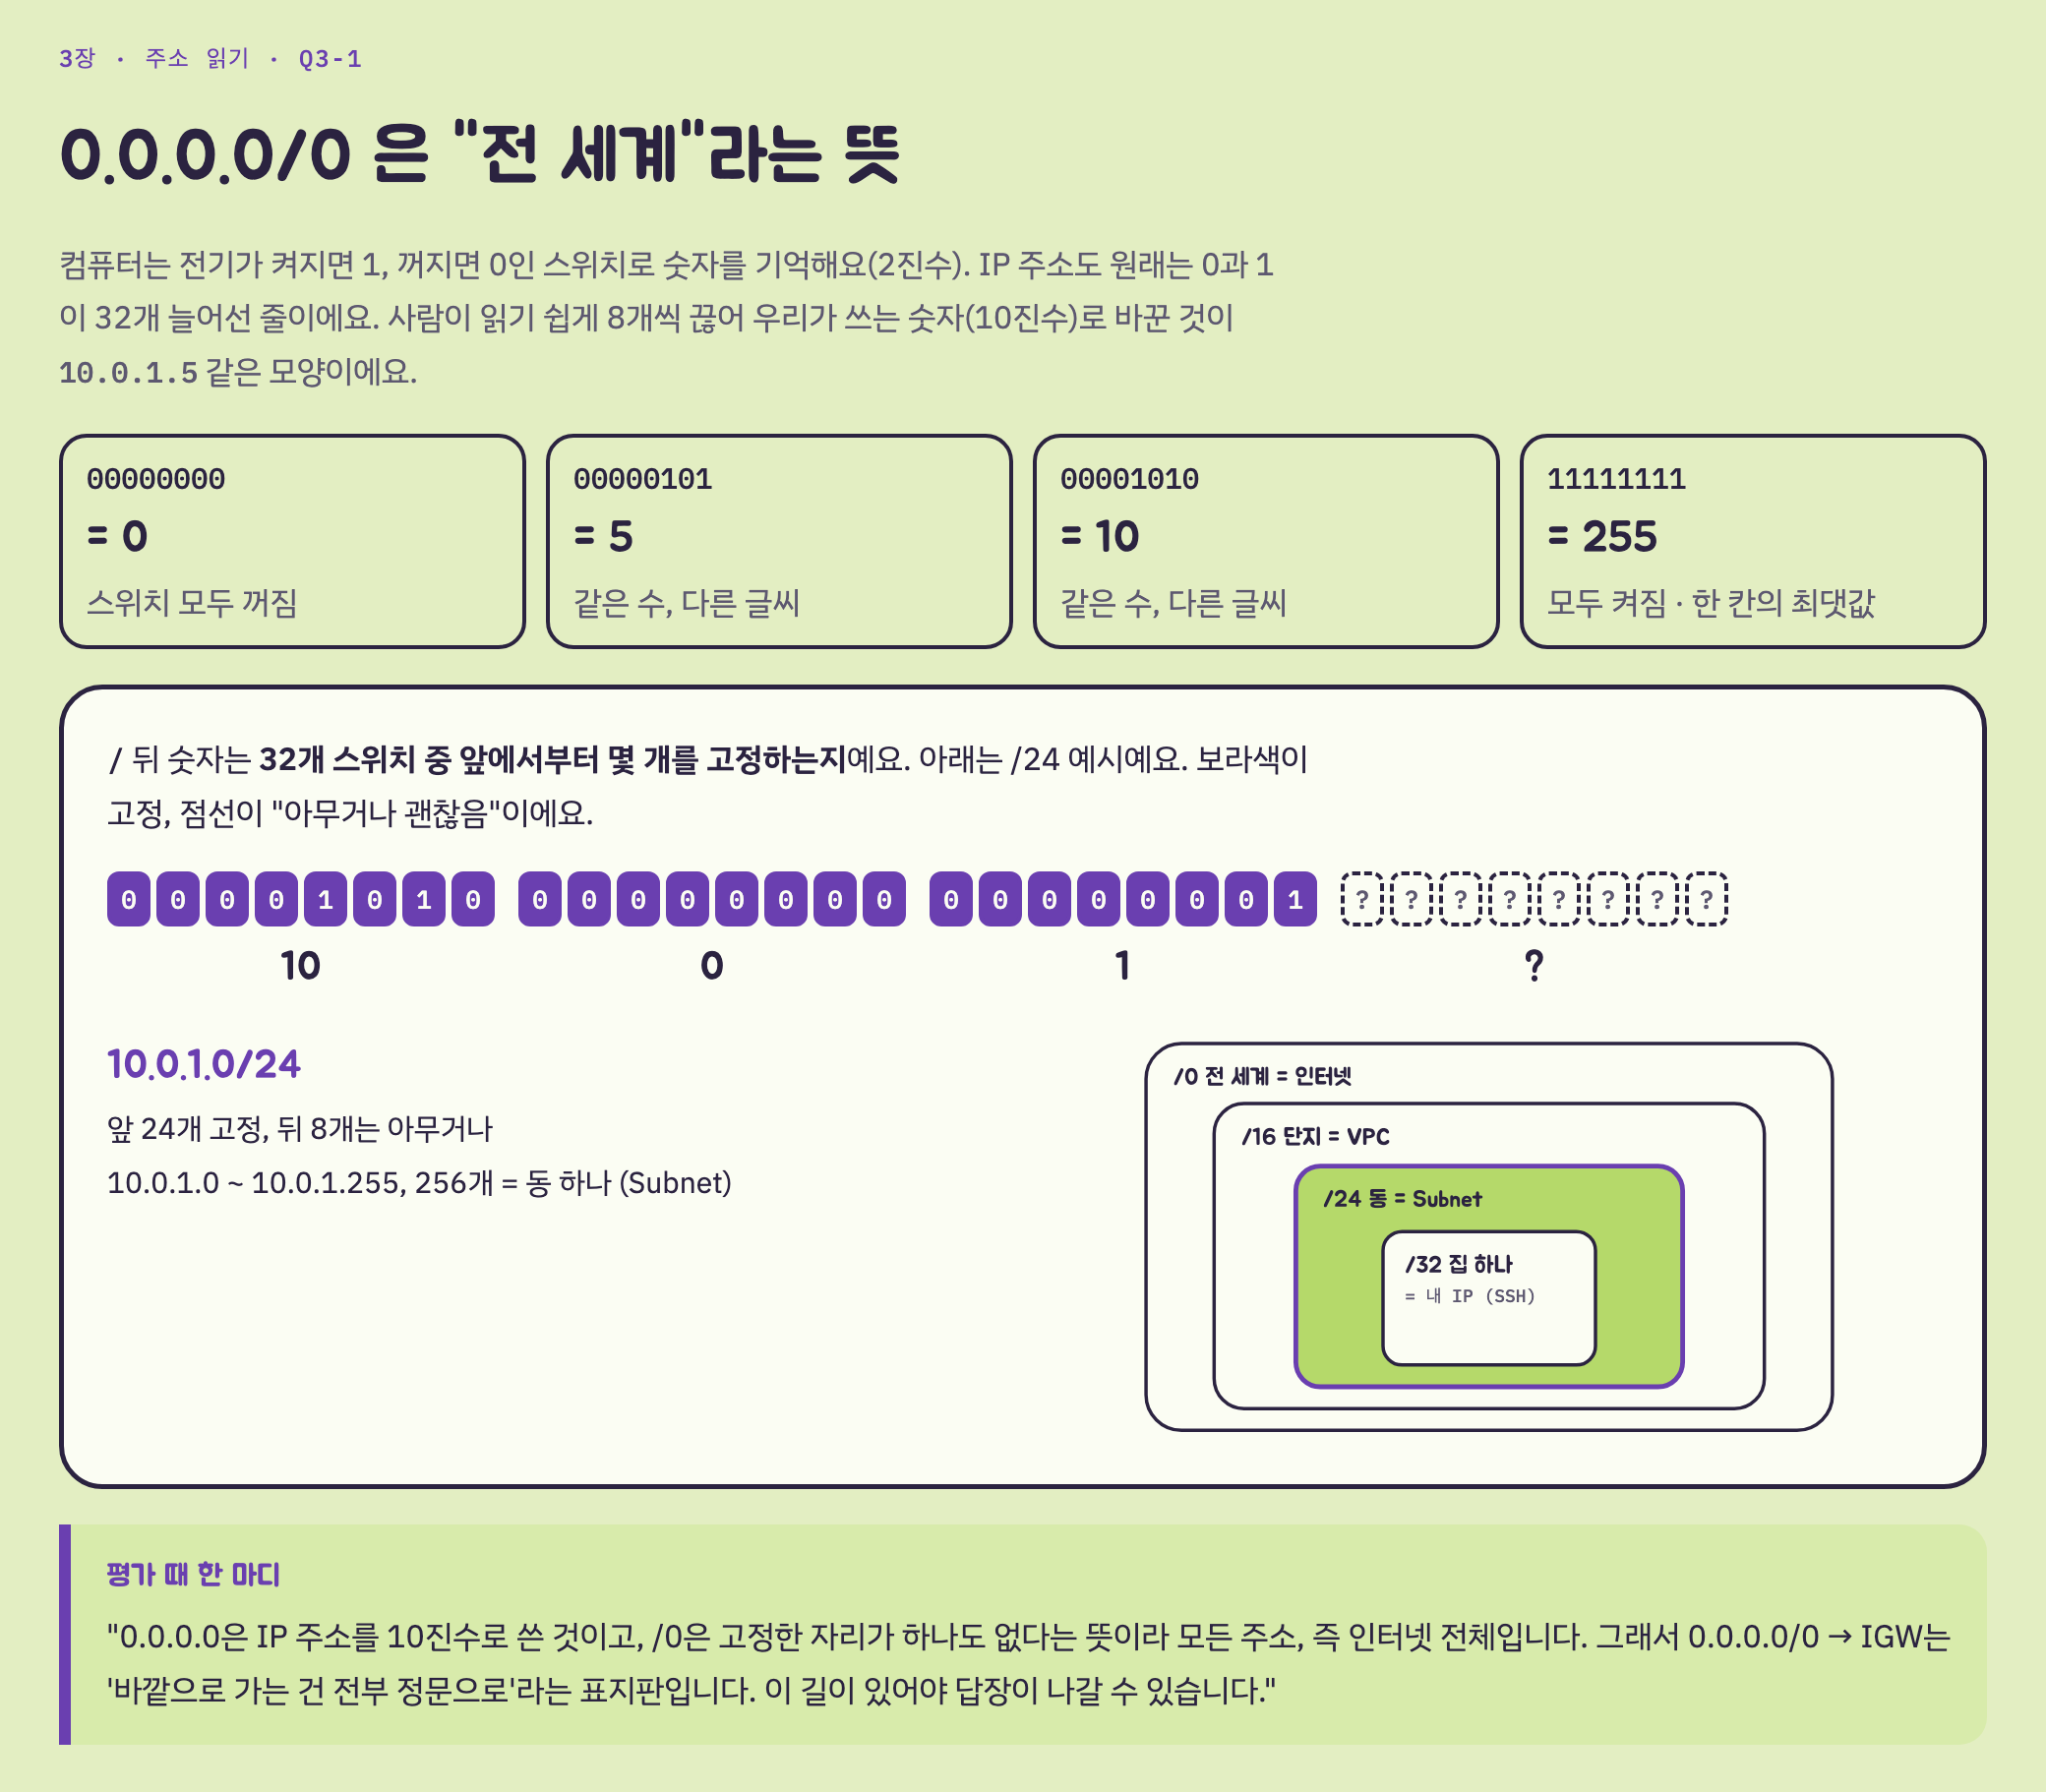 3장 · 주소 읽기 · Q3-1
0.0.0.0/0 은 "전 세계"라는 뜻
컴퓨터는 전기가 켜지면 1, 꺼지면 0인 스위치로 숫자를 기억해요(2진수). IP 주소도 원래는 0과 1
이 32개 늘어선 줄이에요. 사람이 읽기 쉽게 8개씩 끊어 우리가 쓰는 숫자(10진수)로 바꾼 것이
10.0.1.5 같은 모양이에요.
00000000
= 0
스위치 모두 꺼짐
00000101
= 5
같은 수, 다른 글씨
00001010
= 10
같은 수, 다른 글씨
11111111
= 255
모두 켜짐 · 한 칸의 최댓값
/ 뒤 숫자는 32개 스위치 중 앞에서부터 몇 개를 고정하는지예요. 아래는 /24 예시예요. 보라색이
고정, 점선이 "아무거나 괜찮음"이에요.
0 0 0 0 1 0 1 0 0 0 0 0 0 0 0 0 0 0 0 0 0 0 0 1 ? ? ? ? ? ? ? ?
10 0 1 ?
10.0.1.0/24
앞 24개 고정, 뒤 8개는 아무거나
10.0.1.0 ~ 10.0.1.255, 256개 = 동 하나 (Subnet)
/0 전 세계 = 인터넷
/16 단지 = VPC
/24 동 = Subnet
/32 집 하나
= 내 IP (SSH)
평가 때 한 마디
"0.0.0.0은 IP 주소를 10진수로 쓴 것이고, /0은 고정한 자리가 하나도 없다는 뜻이라 모든 주소, 즉 인터넷 전체입니다. 그래서 0.0.0.0/0 → IGW는
'바깥으로 가는 건 전부 정문으로'라는 표지판입니다. 이 길이 있어야 답장이 나갈 수 있습니다."